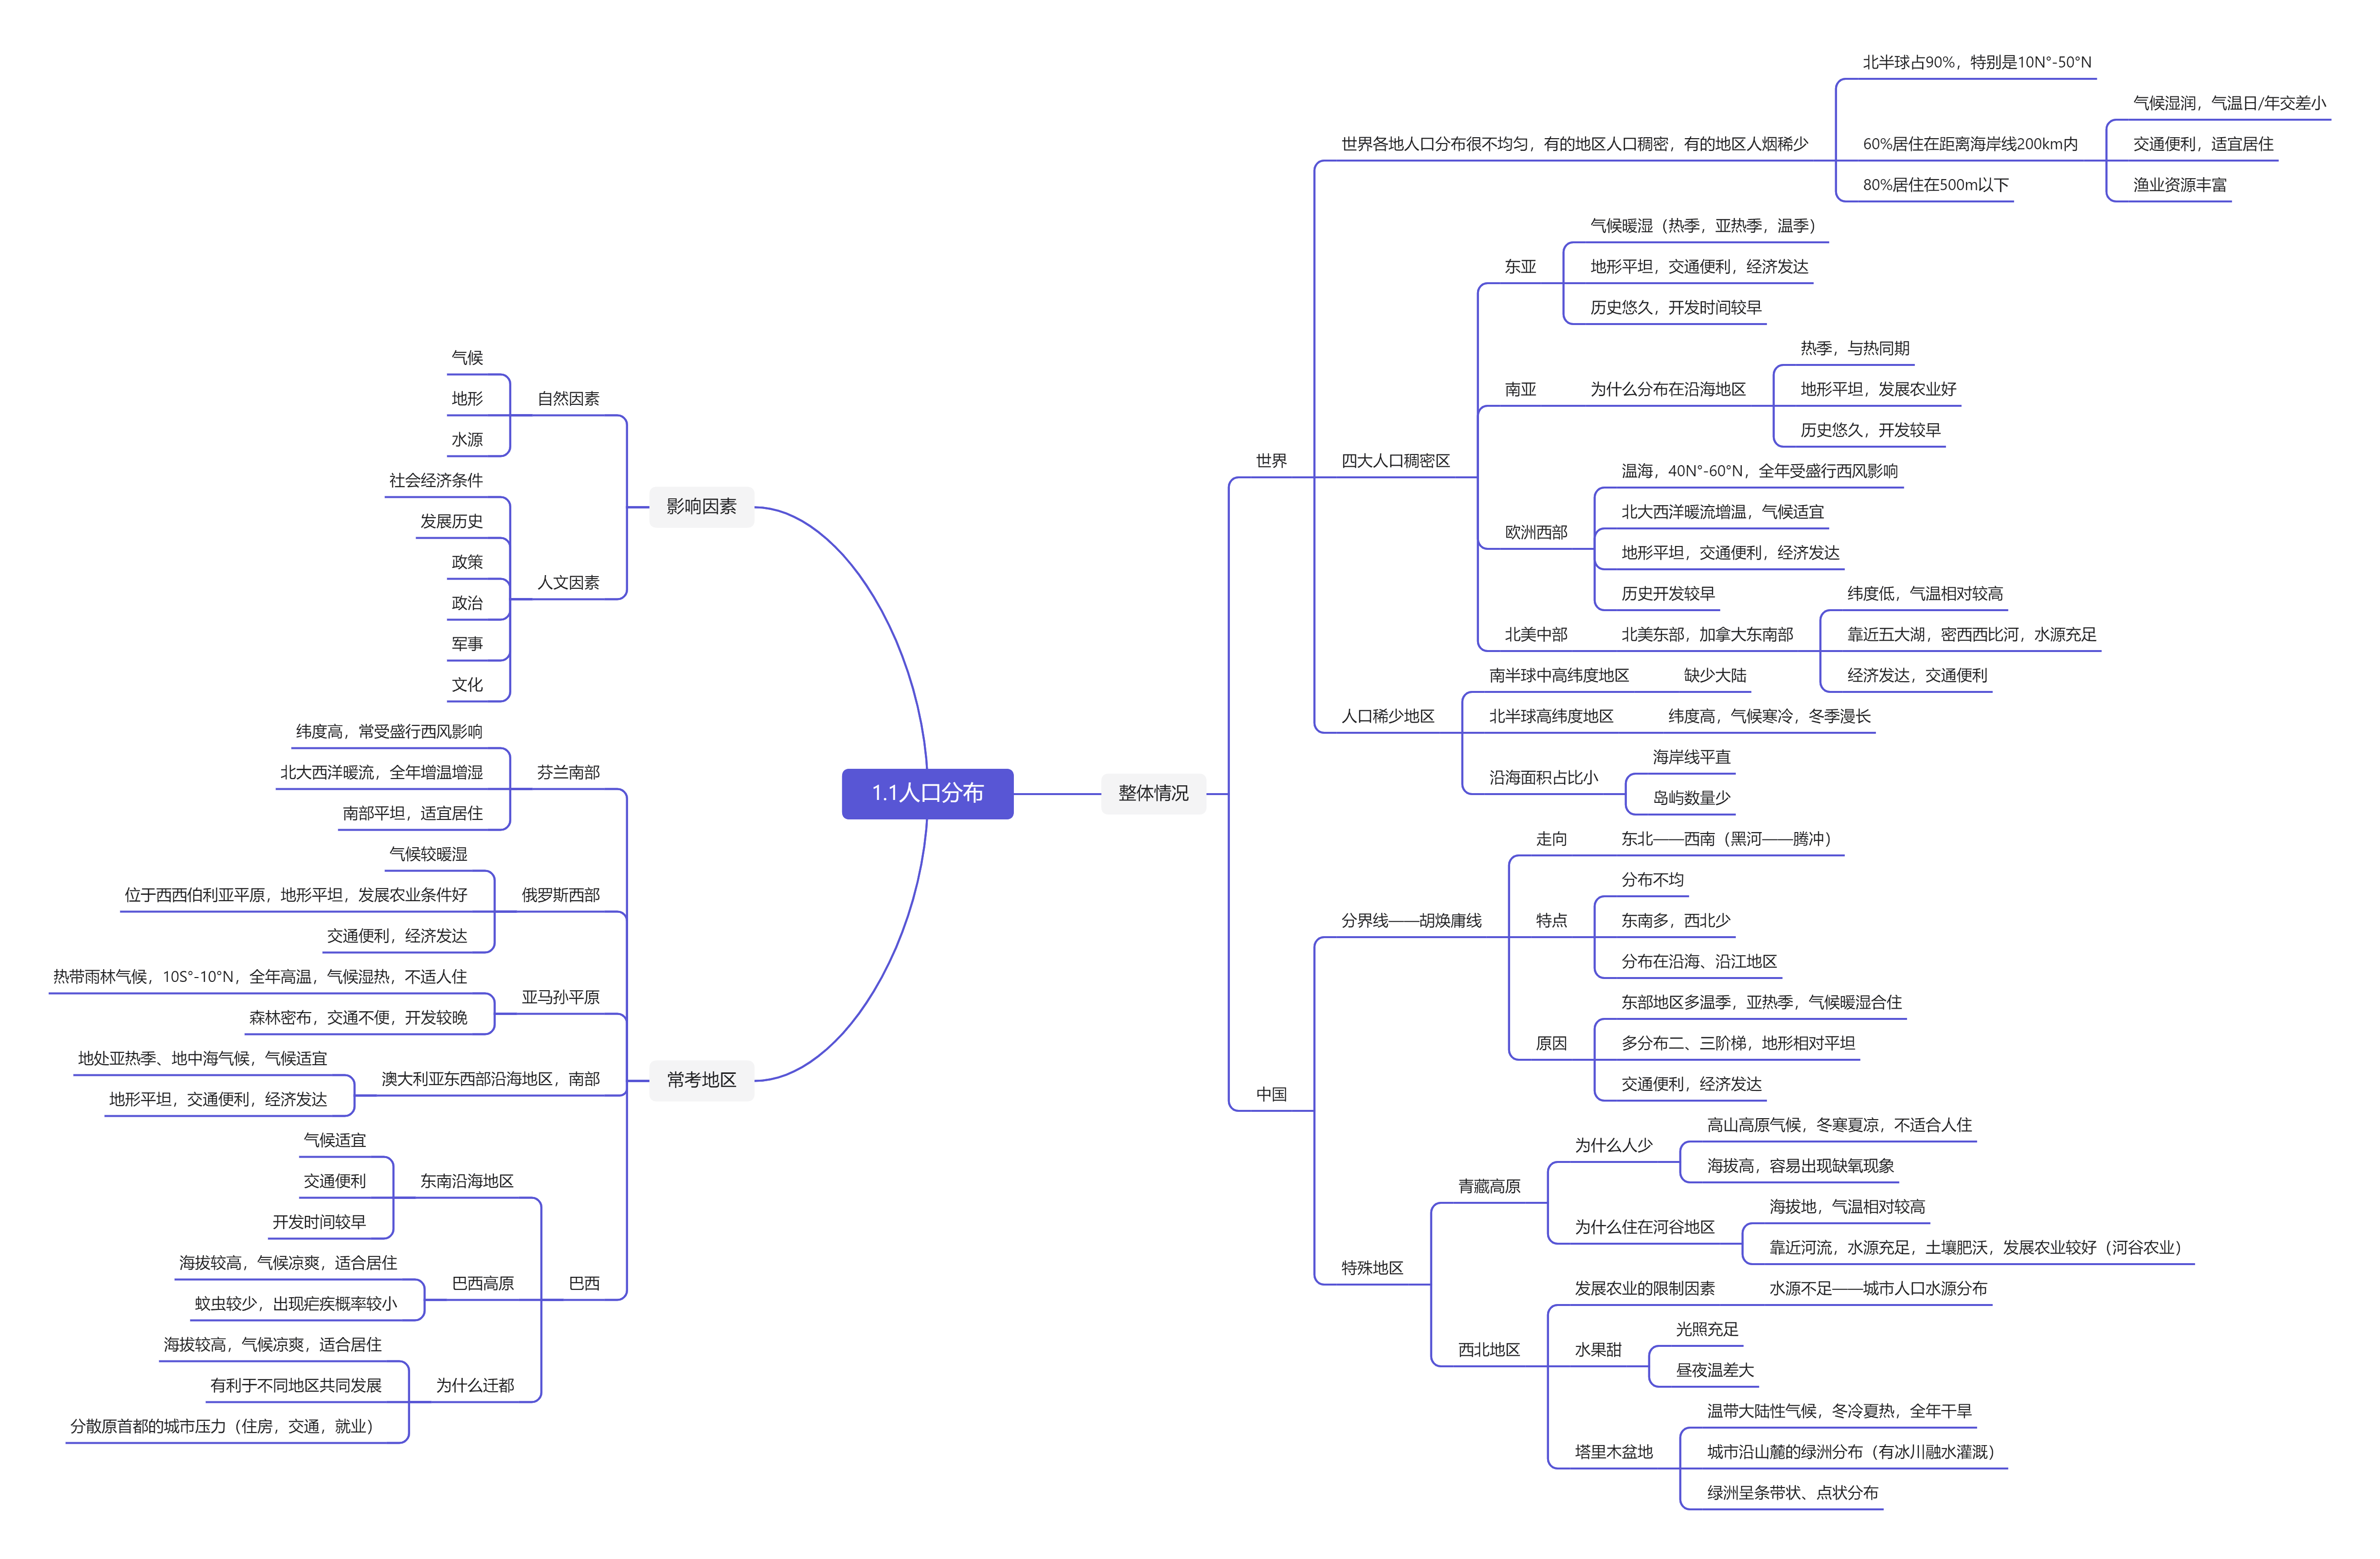 1.1人口分布
整体情况
世界
世界各地人口分布很不均匀，有的地区人口稠密，有的地区人烟稀少
北半球占90%，特别是10N°-50°N
60%居住在距离海岸线200km内
气候湿润，气温日/年交差小
交通便利，适宜居住
渔业资源丰富
80%居住在500m以下
四大人口稠密区
东亚
气候暖湿（热季，亚热季，温季）
地形平坦，交通便利，经济发达
历史悠久，开发时间较早
南亚
为什么分布在沿海地区
热季，与热同期
地形平坦，发展农业好
历史悠久，开发较早
欧洲西部
温海，40N°-60°N，全年受盛行西风影响
北大西洋暖流增温，气候适宜
地形平坦，交通便利，经济发达
历史开发较早
北美中部
北美东部，加拿大东南部
纬度低，气温相对较高
靠近五大湖，密西西比河，水源充足
经济发达，交通便利
人口稀少地区
南半球中高纬度地区
缺少大陆
北半球高纬度地区
纬度高，气候寒冷，冬季漫长
沿海面积占比小
海岸线平直
岛屿数量少
中国
分界线——胡焕庸线
走向
东北——西南（黑河——腾冲）
特点
分布不均
东南多，西北少
分布在沿海、沿江地区
原因
东部地区多温季，亚热季，气候暖湿合住
多分布二、三阶梯，地形相对平坦
交通便利，经济发达
特殊地区
青藏高原
为什么人少
高山高原气候，冬寒夏凉，不适合人住
海拔高，容易出现缺氧现象
为什么住在河谷地区
海拔地，气温相对较高
靠近河流，水源充足，土壤肥沃，发展农业较好（河谷农业）
西北地区
发展农业的限制因素
水源不足——城市人口水源分布
水果甜
光照充足
昼夜温差大
塔里木盆地
温带大陆性气候，冬冷夏热，全年干旱
城市沿山麓的绿洲分布（有冰川融水灌溉）
绿洲呈条带状、点状分布
影响因素
自然因素
气候
地形
水源
人文因素
社会经济条件
发展历史
政策
政治
军事
文化
常考地区
芬兰南部
纬度高，常受盛行西风影响
北大西洋暖流，全年增温增湿
南部平坦，适宜居住
俄罗斯西部
气候较暖湿
位于西西伯利亚平原，地形平坦，发展农业条件好
交通便利，经济发达
亚马孙平原
热带雨林气候，10S°-10°N，全年高温，气候湿热，不适人住
森林密布，交通不便，开发较晚
澳大利亚东西部沿海地区，南部
地处亚热季、地中海气候，气候适宜
地形平坦，交通便利，经济发达
巴西
东南沿海地区
气候适宜
交通便利
开发时间较早
巴西高原
海拔较高，气候凉爽，适合居住
蚊虫较少，出现疟疾概率较小
为什么迁都
海拔较高，气候凉爽，适合居住
有利于不同地区共同发展
分散原首都的城市压力（住房，交通，就业）